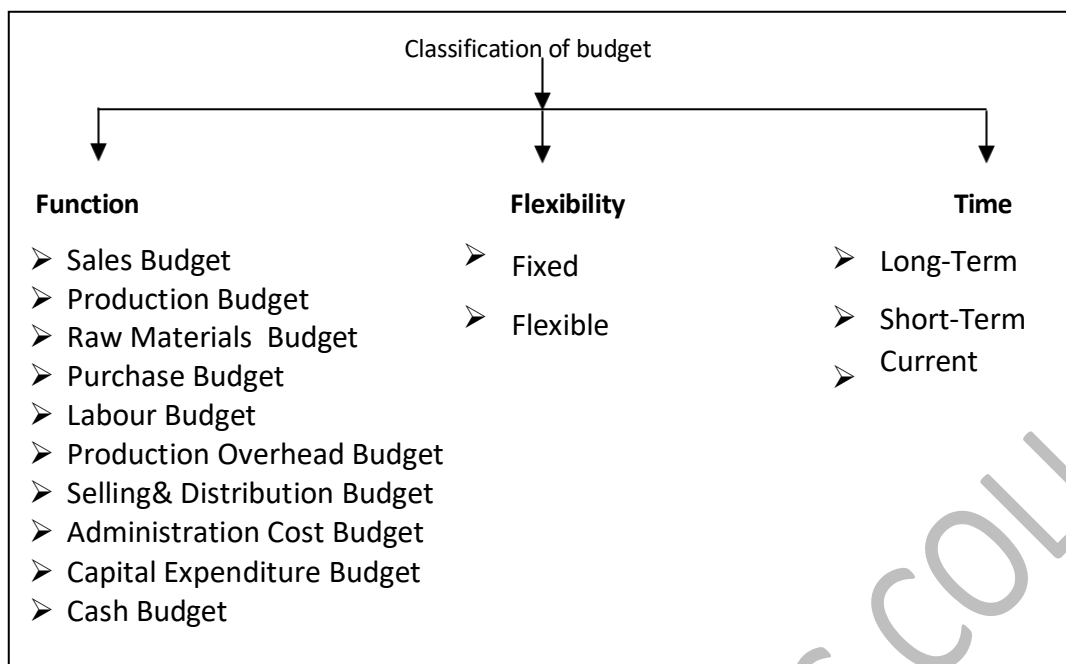 Classification of budget
Function
➢ Sales Budget
➢ Production Budget
➢ Raw Materials Budget
➢ Purchase Budget
➢ Labour Budget
➢ Production Overhead Budget
➢ Selling& Distribution Budget
➢ Administration Cost Budget
➢ Capital Expenditure Budget
➢ Cash Budget
Flexibility
➢ Fixed
➢ Flexible
Time
➢ Long-Term
➢ Short-Term
➢ Current